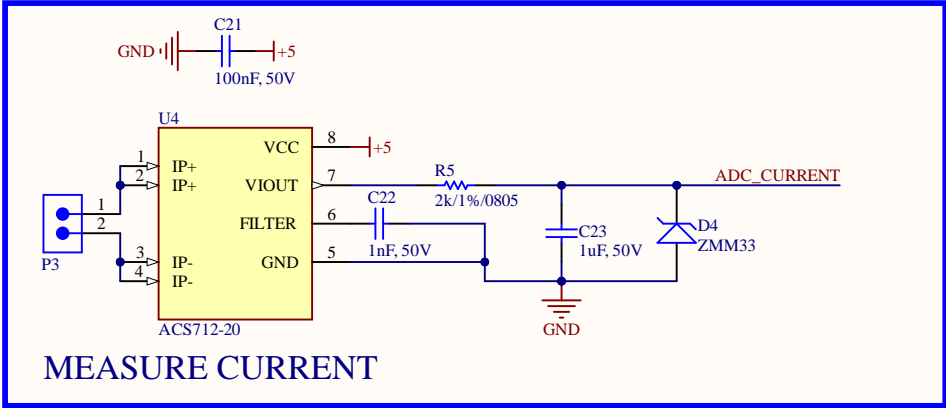 C21
GND
+5
100nF, 50V
U4
1
IP+
2
IP+
3
IP-
4
IP-
VCC
8
+5
VIOUT
7
FILTER
6
GND
5
ACS712-20
1
2
P3
R5
2k/1%/0805
C22
1nF, 50V
C23
1uF, 50V
ADC_CURRENT
D4
ZMM33
GND
MEASURE CURRENT